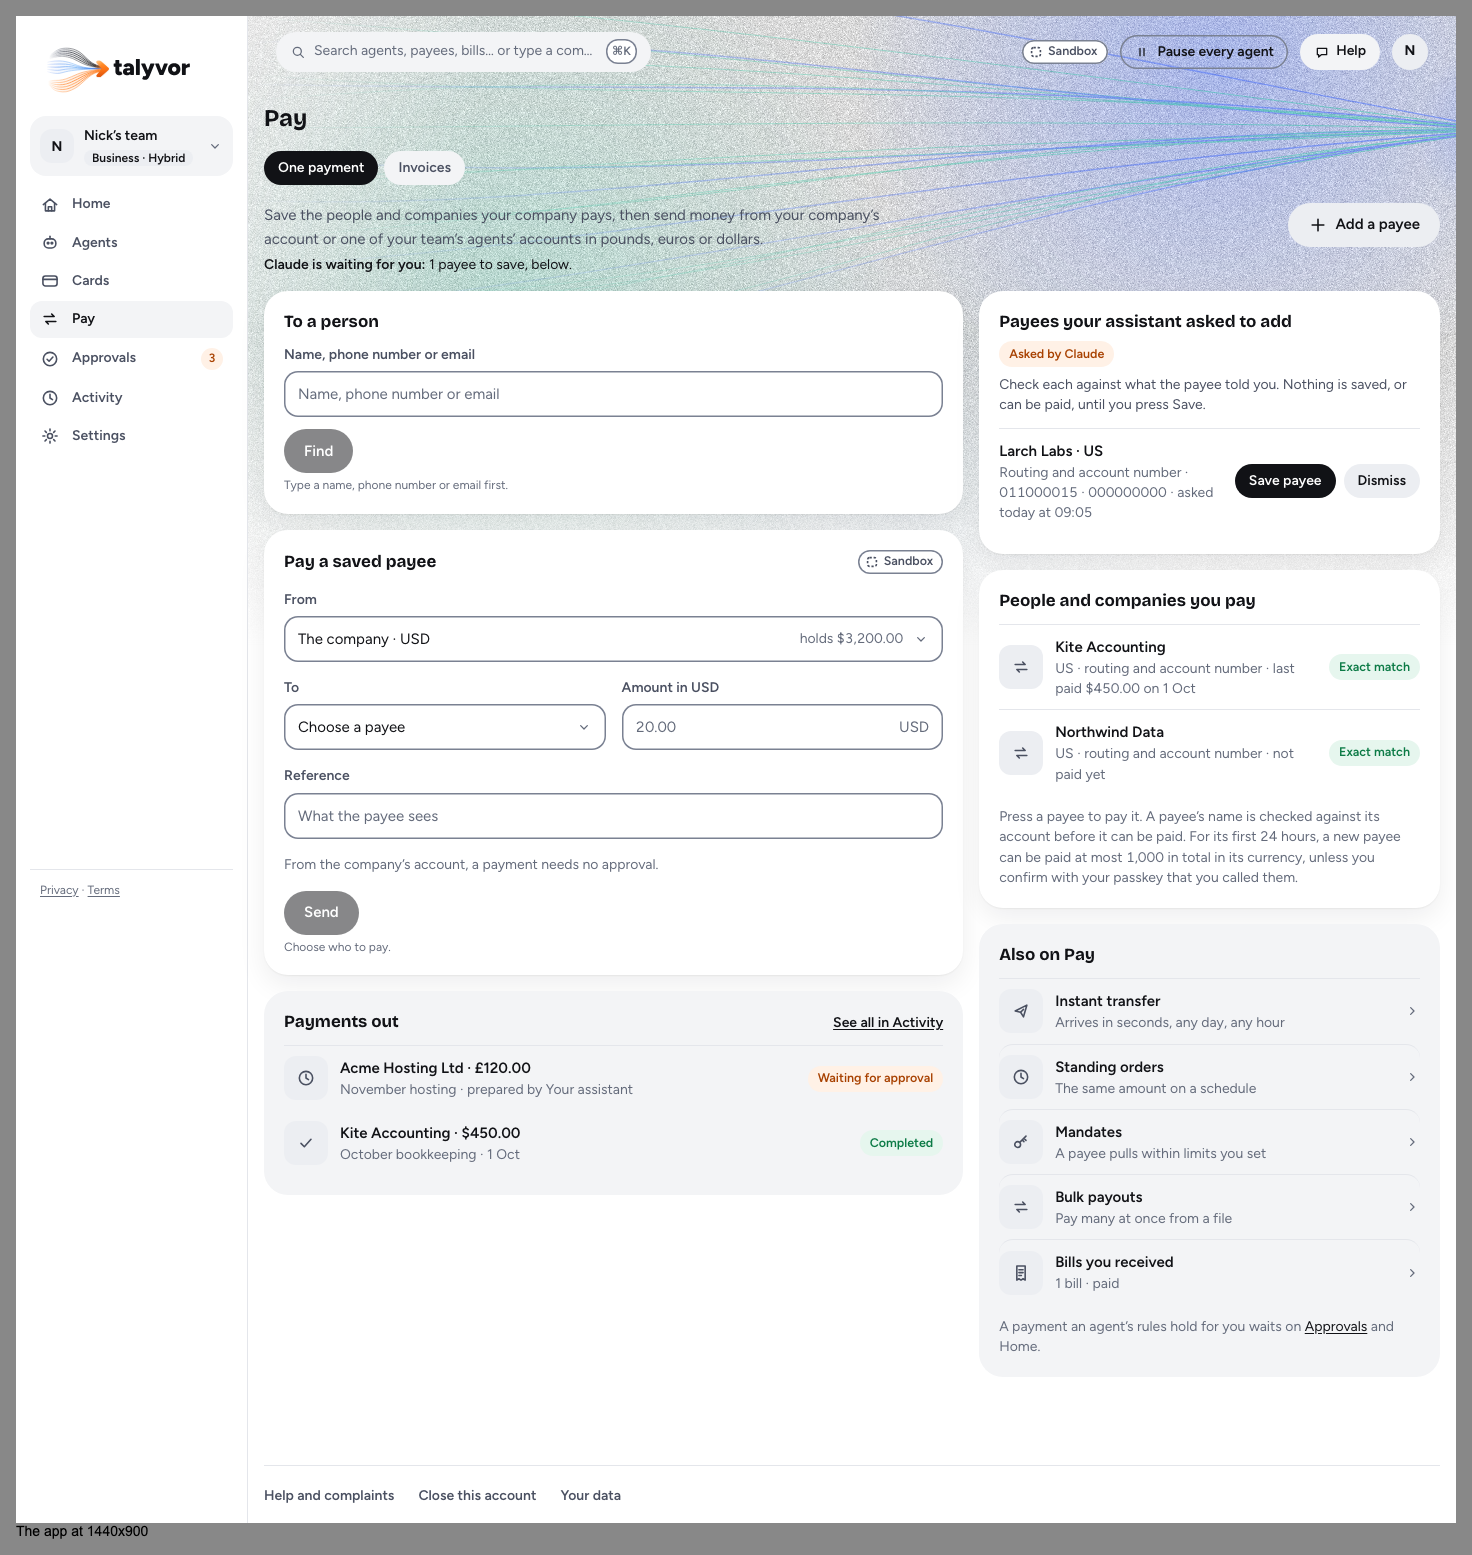 talyvor
N
Nick's team
Business · Hybrid
Home
Agents
Cards
Pay
Approvals
3
Activity
Settings
Privacy · Terms
Search agents, payees, bills... or type a com...
⌘K
Sandbox
Pause every agent
Help
N
Pay
One payment
Invoices
Save the people and companies your company pays, then send money from your company's
account or one of your team's agents' accounts in pounds, euros or dollars.
Claude is waiting for you: 1 payee to save, below.
Add a payee
To a person
Name, phone number or email
Name, phone number or email
Find
Type a name, phone number or email first.
Pay a saved payee
Sandbox
From
The company · USD
holds $3,200.00
To
Choose a payee
Amount in USD
20.00
USD
Reference
What the payee sees
From the company's account, a payment needs no approval.
Send
Choose who to pay.
Payments out
See all in Activity
Acme Hosting Ltd · £120.00
November hosting · prepared by Your assistant
Waiting for approval
Kite Accounting · $450.00
October bookkeeping · 1 Oct
Completed
Payees your assistant asked to add
Asked by Claude
Check each against what the payee told you. Nothing is saved, or
can be paid, until you press Save.
Larch Labs · US
Routing and account number ·
011000015 · 000000000 · asked
today at 09:05
Save payee
Dismiss
People and companies you pay
Kite Accounting
US · routing and account number · last
paid $450.00 on 1 Oct
Exact match
Northwind Data
US · routing and account number · not
paid yet
Exact match
Press a payee to pay it. A payee's name is checked against its
account before it can be paid. For its first 24 hours, a new payee
can be paid at most 1,000 in total in its currency, unless you
confirm with your passkey that you called them.
Also on Pay
Instant transfer
Arrives in seconds, any day, any hour
Standing orders
The same amount on a schedule
Mandates
A payee pulls within limits you set
Bulk payouts
Pay many at once from a file
Bills you received
1 bill · paid
A payment an agent's rules hold for you waits on Approvals and
Home.
Help and complaints
Close this account
Your data
The app at 1440x900